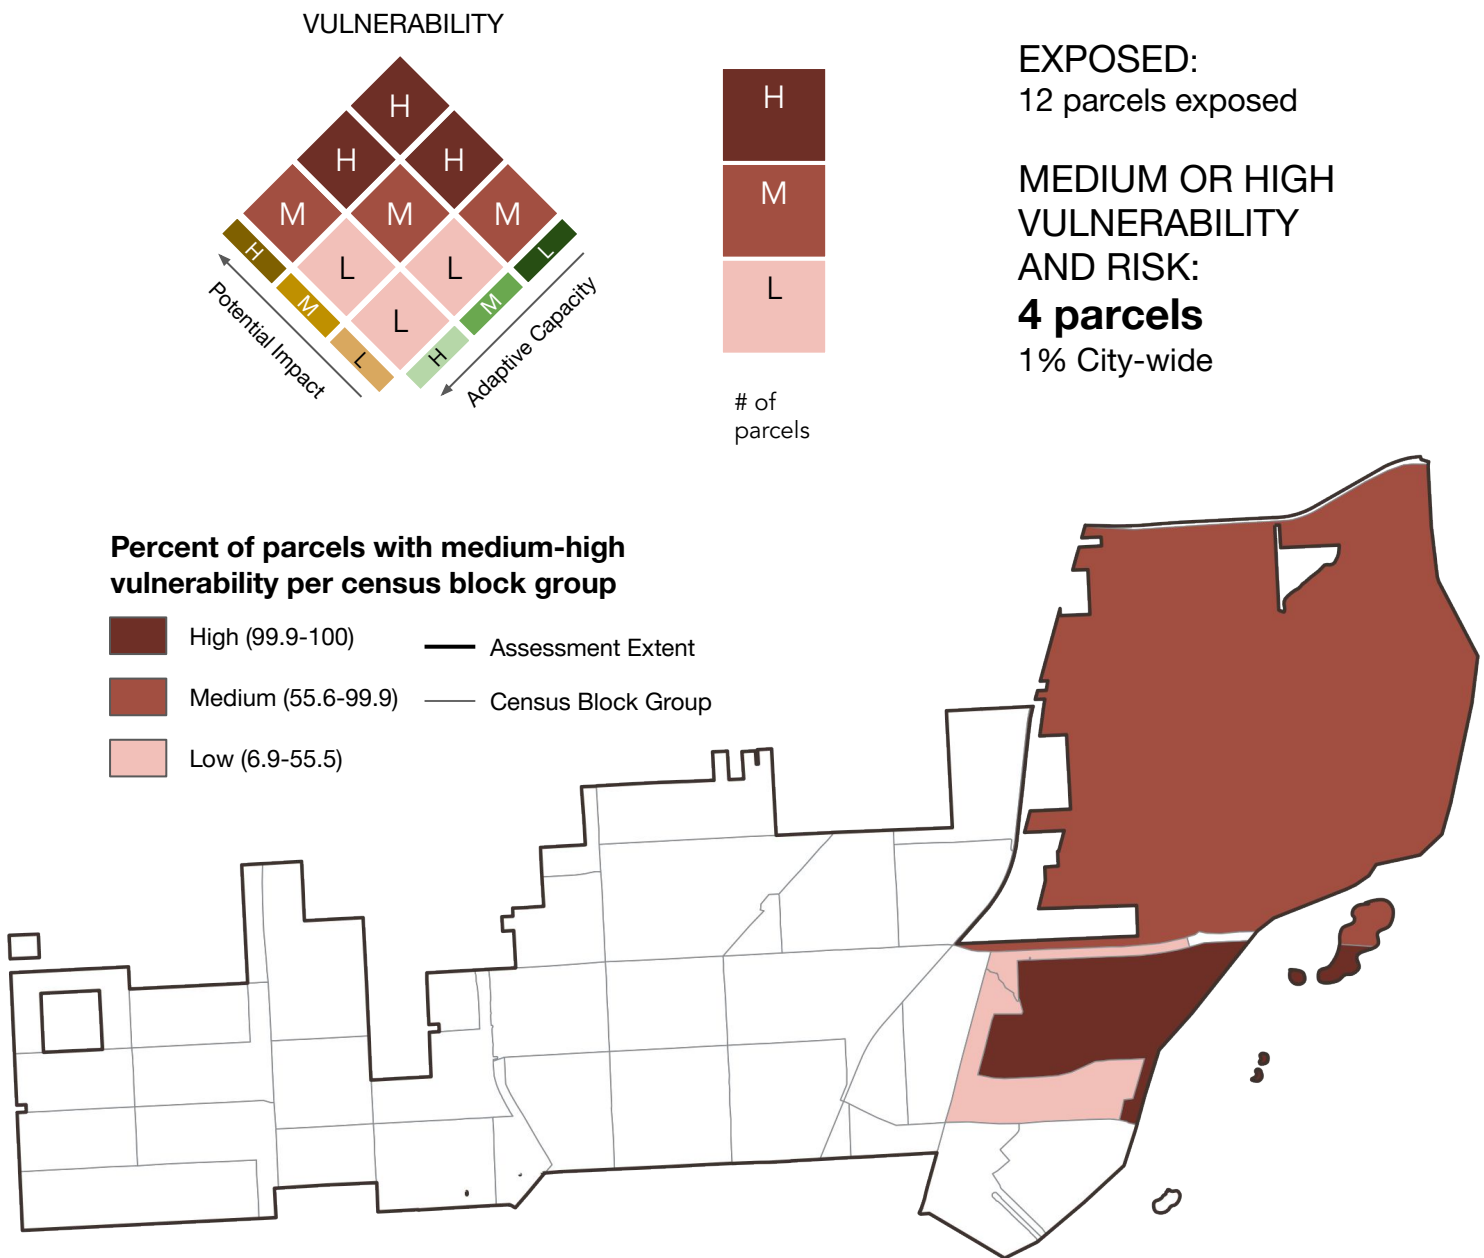 VULNERABILITY
H
H
H
M
M
M
L
L
L
H
M
L
L
M
H
Potential Impact
Adaptive Capacity
H
M
L
# of
parcels
EXPOSED:
12 parcels exposed
MEDIUM OR HIGH
VULNERABILITY
AND RISK:
4 parcels
1% City-wide
Percent of parcels with medium-high
vulnerability per census block group
High (99.9-100)
Medium (55.6-99.9)
Low (6.9-55.5)
Assessment Extent
Census Block Group